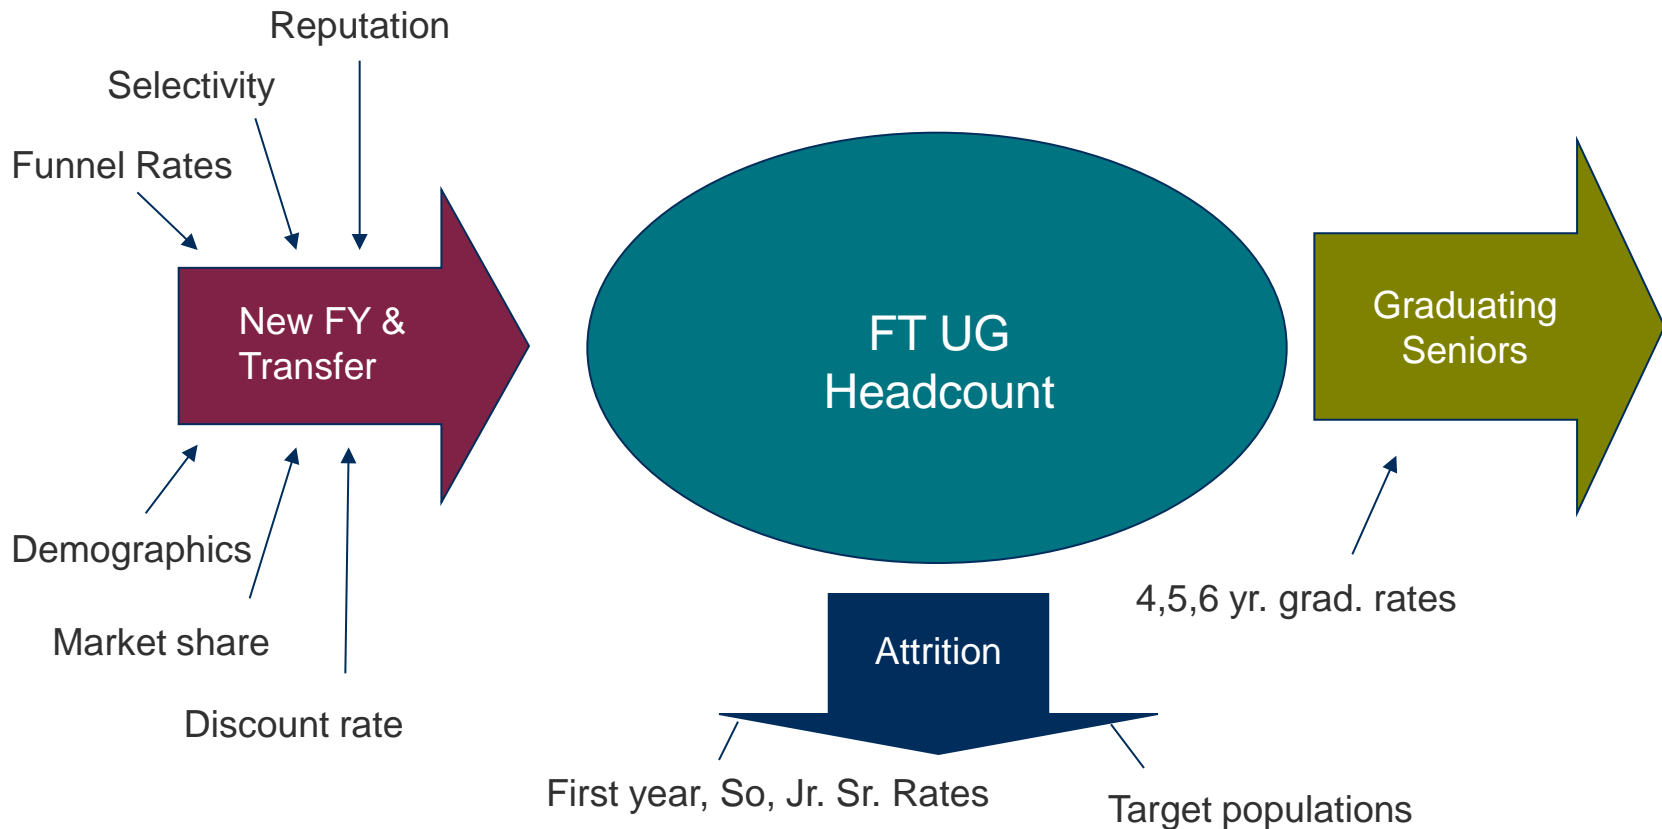 Reputation
Selectivity
Funnel Rates
New FY &
Transfer
FT UG
Headcount
Graduating
Seniors
Demographics
Market share
Discount rate
4,5,6 yr. grad. rates
Attrition
First year, So, Jr. Sr. Rates
Target populations